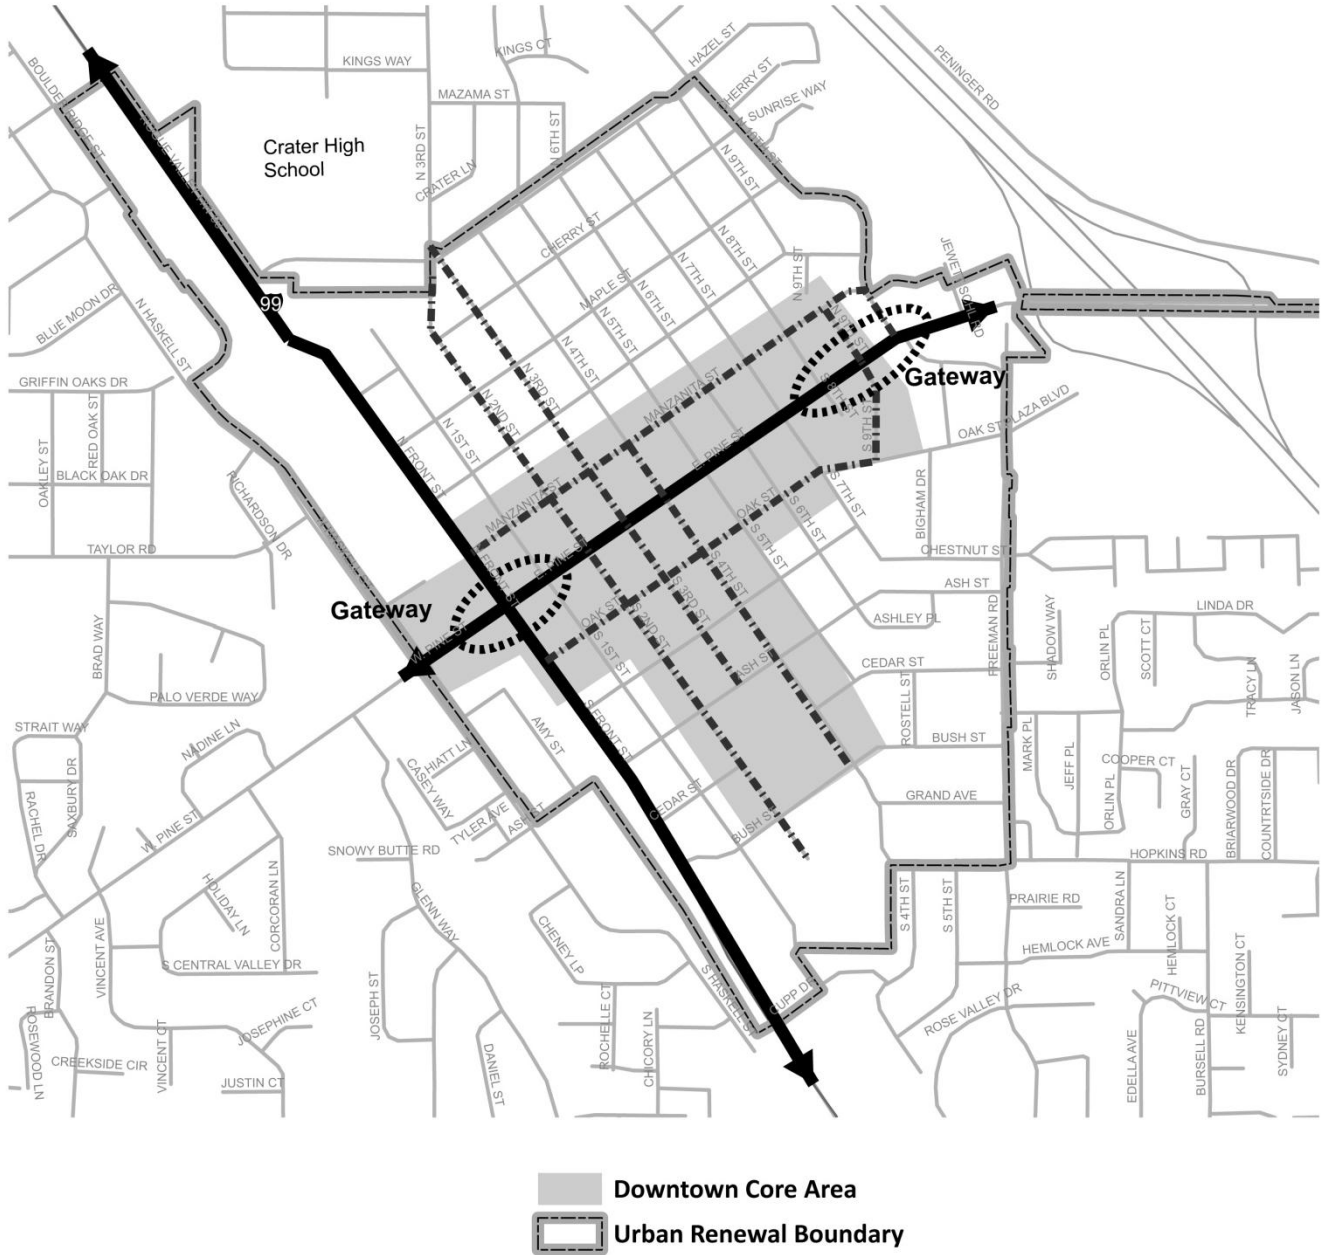 KINGS CT
HAZEL ST
PENINGER RD
KINGS WAY
BOULDER RIDGE ST
MAZAMA ST
SUNRISE WAY
Crater High
School
N 3RD ST
N 6TH ST
CRATER LN
N 9TH ST
CHERRY ST
N 8TH ST
N 7TH ST
N 9TH ST
MAPLE ST
N 6TH ST
99
BLUE MOON DR
N HASKELL ST
N 5TH ST
N 4TH ST
N 3RD ST
N 2ND ST
MANZANITA ST
S 8TH ST
Gateway
GRIFFIN OAKS DR
OAKLEY ST
RED OAK ST
N 1ST ST
N FRONT ST
E. PINE ST
S 9TH ST
OAK ST
PLAZA BLVD
BLACK OAK DR
RICHARDSON DR
MANZANITA ST
OAK ST
S 7TH ST
S 6TH ST
S 5TH ST
BIGHAM DR
TAYLOR RD
CHESTNUT ST
E. PINE ST
S 4TH ST
ASH ST
Gateway
BRAD WAY
S 3RD ST
S 2ND ST
OAK ST
S 1ST ST
ASHLEY PL
FREEMAN RD
SHADOW WAY
LINDA DR
ORLIN PL
SCOTT CT
W. PINE ST
ASH ST
CEDAR ST
PALO VERDE WAY
ROSTELL ST
TRACY LN
JASON LN
STRAIT WAY
NADINE LN
AMY ST
S FRONT ST
BUSH ST
MARK PL
JEFF PL
HIATT LN
CASEY WAY
COOPER CT
SAXBURY DR
RACHEL DR
GRAND AVE
ORLIN PL
GRAY CT
BRIARWOOD DR
COUNTRTSIDE DR
CEDAR ST
TYLER AVE
ASH ST
BUSH ST
W. PINE ST
SNOWY BUTTE RD
HOPKINS RD
HOLIDAY LN
CORCORAN LN
GLENN WAY
S 4TH ST
S 5TH ST
PRAIRIE RD
SANDRA LN
VINCENT AVE
BRANDON ST
CHENEY LP
HEMLOCK AVE
HEMLOCK CT
KENSINGTON CT
S CENTRAL VALLEY DR
S HASKELL ST
CUPP DR
ROSE VALLEY DR
PITTVIEW CT
JOSEPH ST
JOSEPHINE CT
ROSEWOOD LN
VINCENT CT
ROCHELLE CT
CHICORY LN
DANIEL ST
EDELLA AVE
BURSELL RD
SYDNEY CT
CREEKSIDE CIR
JUSTIN CT
Downtown Core Area
Urban Renewal Boundary